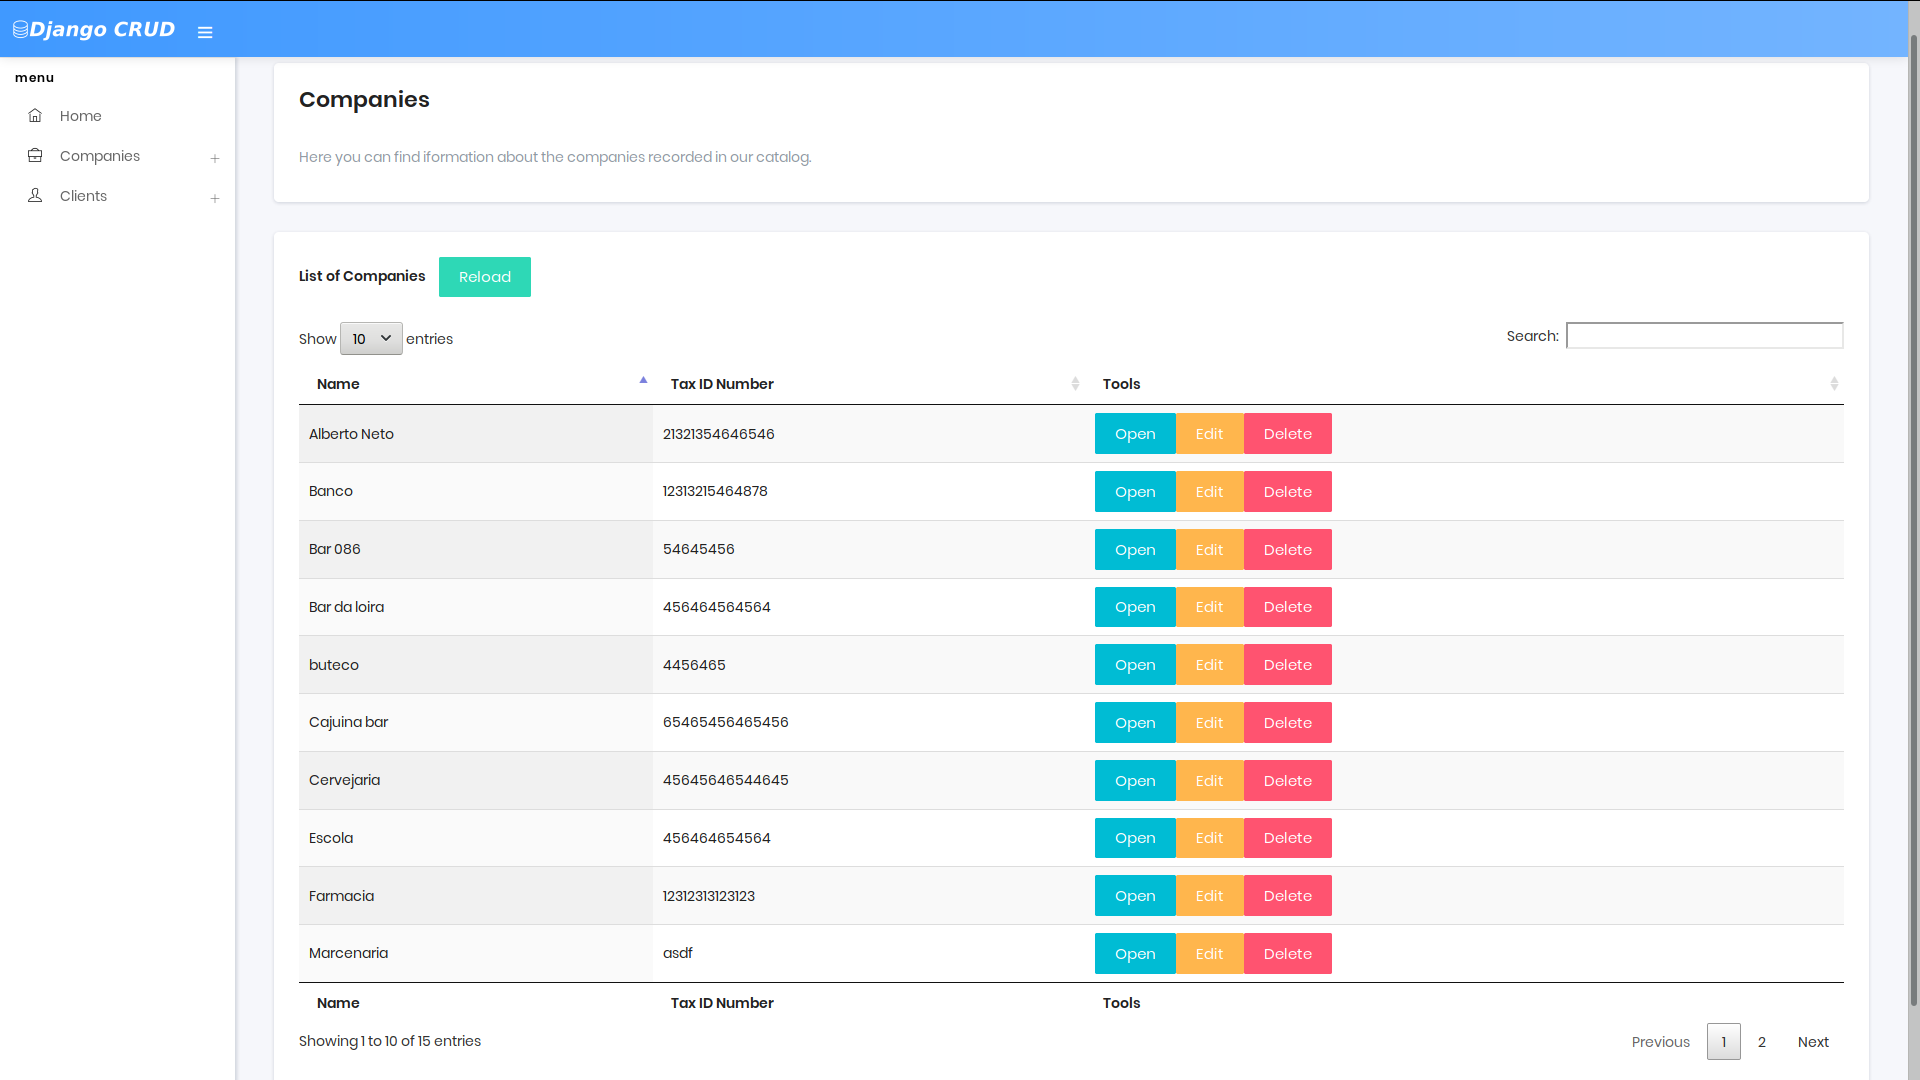 Django CRUD
menu
Home
Companies +
Clients +
Companies
Here you can find iformation about the companies recorded in our catalog.
List of Companies Reload
Show 10 entries Search:
Name Tax ID Number Tools
Alberto Neto 21321354646546 Open Edit Delete
Banco 12313215464878 Open Edit Delete
Bar 086 54645456 Open Edit Delete
Bar da loira 456464564564 Open Edit Delete
buteco 4456465 Open Edit Delete
Cajuina bar 65465456465456 Open Edit Delete
Cervejaria 45645646544645 Open Edit Delete
Escola 456464654564 Open Edit Delete
Farmacia 12312313123123 Open Edit Delete
Marcenaria asdf Open Edit Delete
Name Tax ID Number Tools
Showing 1 to 10 of 15 entries Previous 1 2 Next